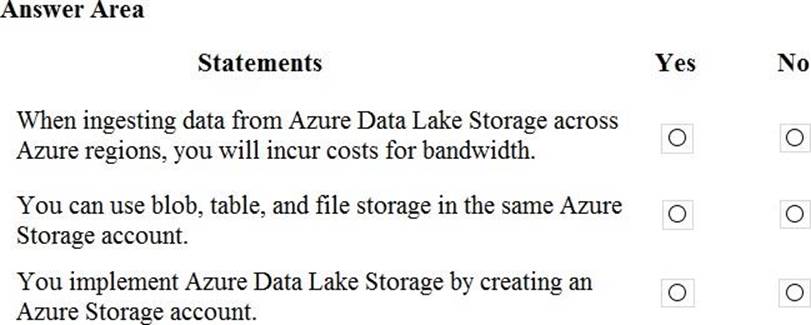 Answer Area
Statements Yes No
When ingesting data from Azure Data Lake Storage across
Azure regions, you will incur costs for bandwidth.
You can use blob, table, and file storage in the same Azure
Storage account.
You implement Azure Data Lake Storage by creating an
Azure Storage account.